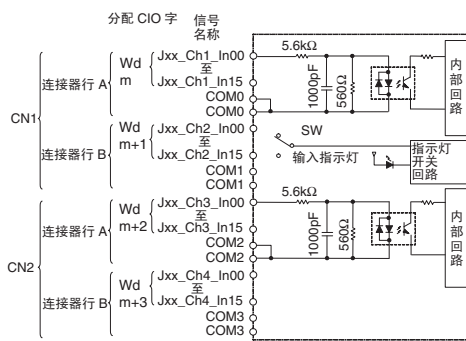 分配 CIO 字 信号名称
CN1
连接器行 A
Wd m
Jxx_Ch1_In00
至
Jxx_Ch1_In15
COM0
COM0
连接器行 B
Wd m+1
Jxx_Ch2_In00
至
Jxx_Ch2_In15
COM1
COM1
CN2
连接器行 A
Wd m+2
Jxx_Ch3_In00
至
Jxx_Ch3_In15
COM2
COM2
连接器行 B
Wd m+3
Jxx_Ch4_In00
至
Jxx_Ch4_In15
COM3
COM3
5.6kΩ
1000pF
560Ω
内部回路
SW
输入指示灯
指示灯
开关
回路
5.6kΩ
1000pF
560Ω
内部回路